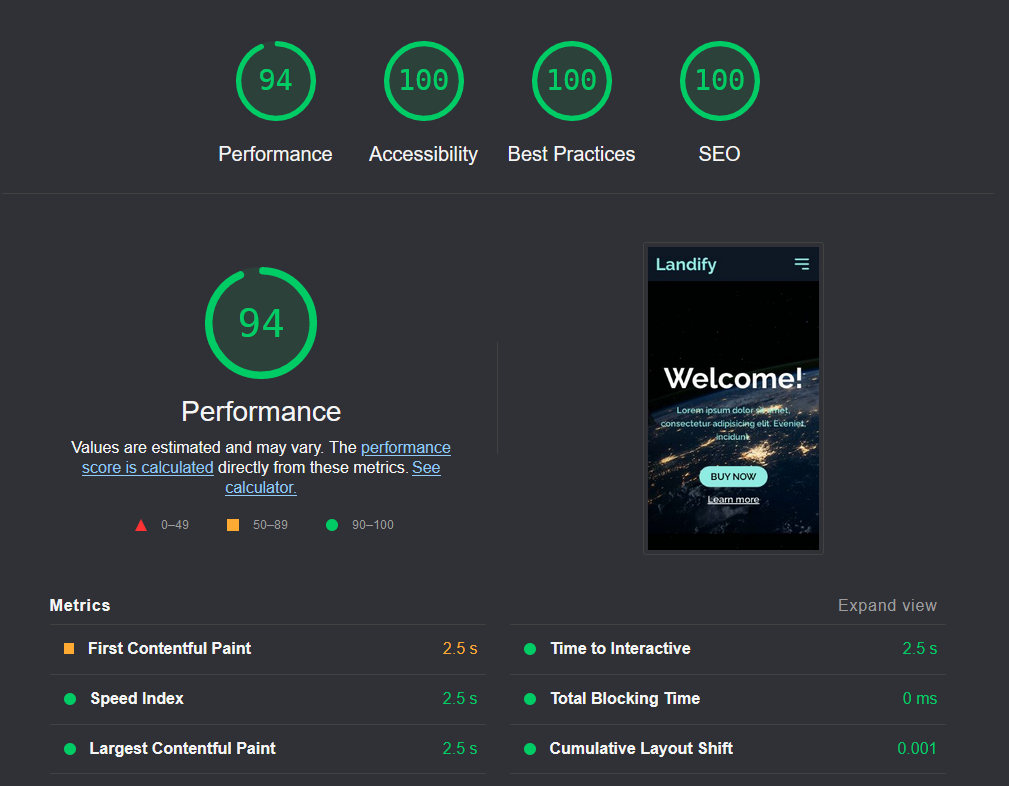 94 100 100 100
Performance Accessibility Best Practices SEO
94
Performance
Values are estimated and may vary. The performance
score is calculated directly from these metrics. See
calculator.
0–49 50–89 90–100
Landify
Welcome!
Lorem ipsum dolor sit amet,
consectetur adipisicing elit. Eveniet,
incidunt.
BUY NOW
Learn more
Metrics
Expand view
First Contentful Paint 2.5 s
Time to Interactive 2.5 s
Speed Index 2.5 s
Total Blocking Time 0 ms
Largest Contentful Paint 2.5 s
Cumulative Layout Shift 0.001